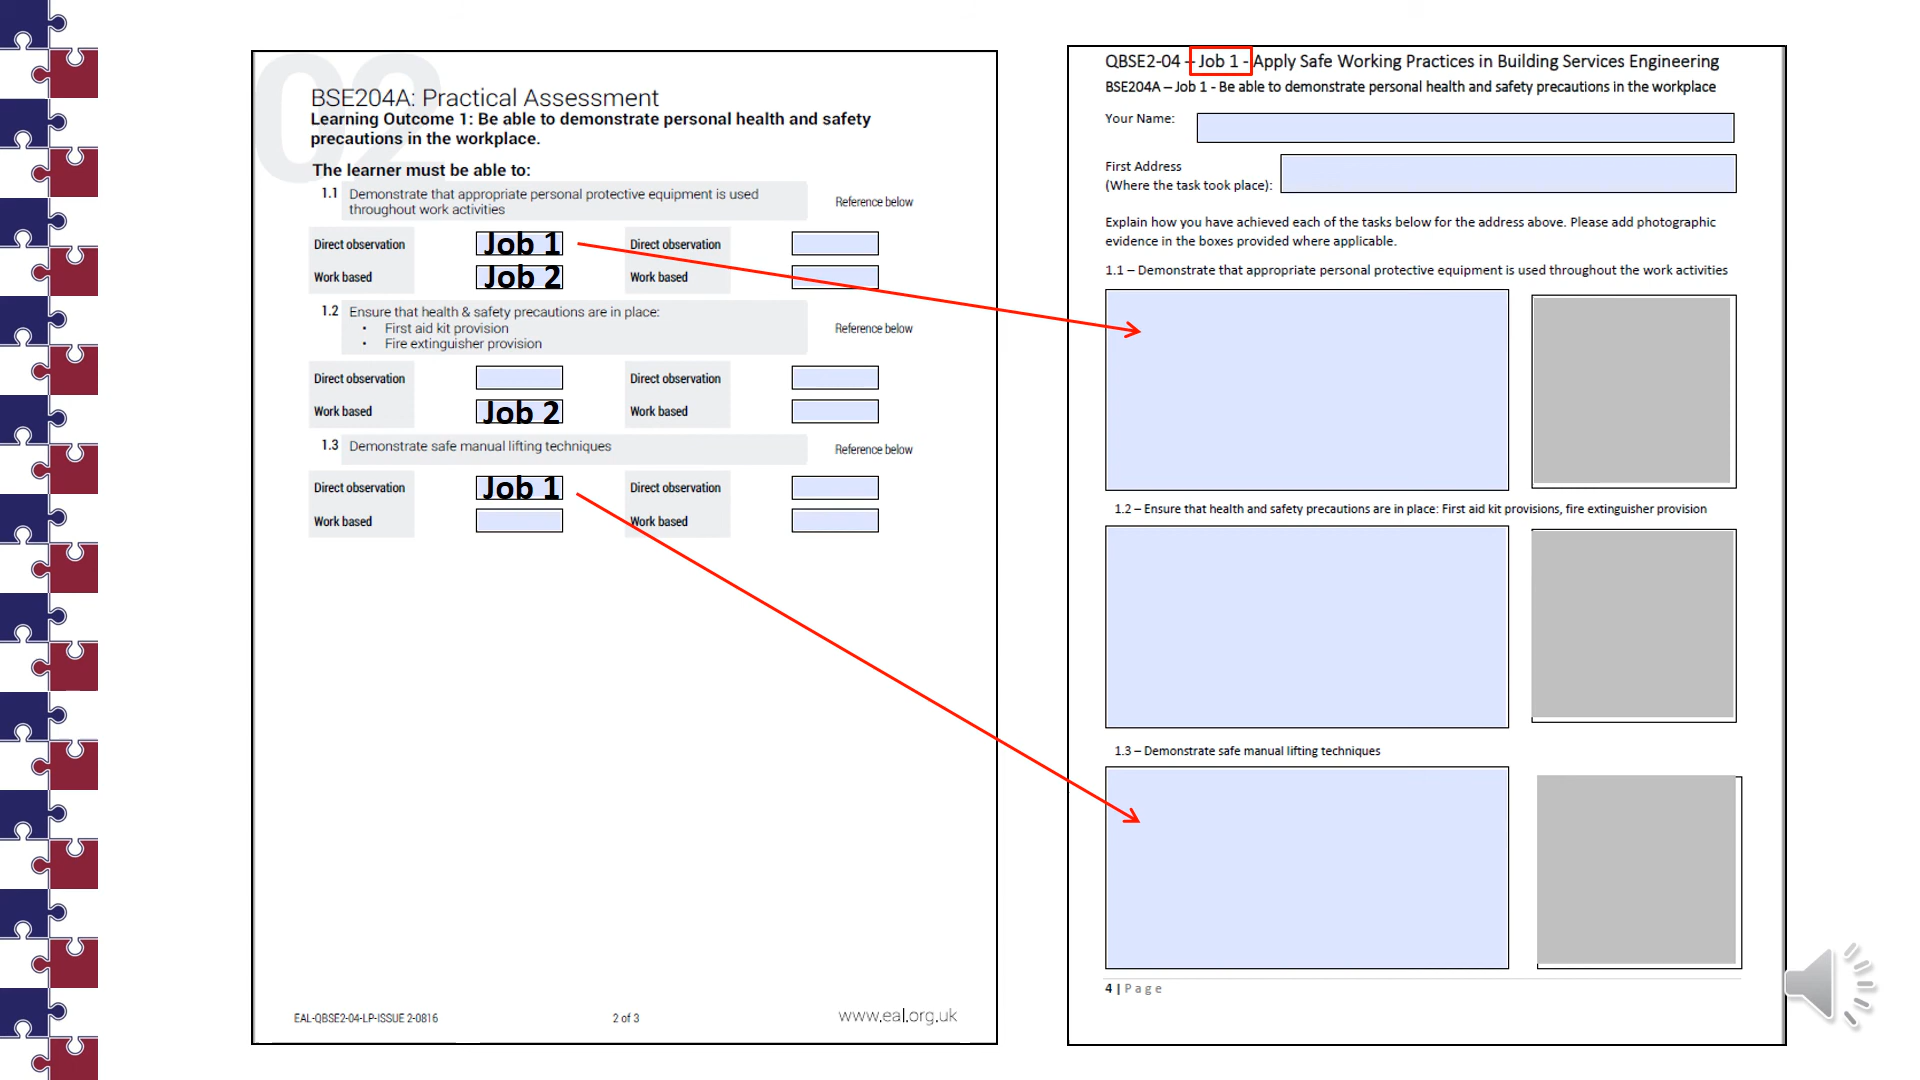 02
BSE204A: Practical Assessment
Learning Outcome 1: Be able to demonstrate personal health and safety
precautions in the workplace.
The learner must be able to:
1.1 Demonstrate that appropriate personal protective equipment is used
throughout work activities
Reference below
Direct observation Job 1 Direct observation
Work based Job 2 Work based
1.2 Ensure that health & safety precautions are in place:
• First aid kit provision
• Fire extinguisher provision
Reference below
Direct observation Direct observation
Work based Job 2 Work based
1.3 Demonstrate safe manual lifting techniques
Reference below
Direct observation Job 1 Direct observation
Work based Work based
EAL-QBSE2-04-LP-ISSUE 2-0816 2 of 3 www.eal.org.uk
QBSE2-04 – Job 1 - Apply Safe Working Practices in Building Services Engineering
BSE204A – Job 1 - Be able to demonstrate personal health and safety precautions in the workplace
Your Name:
First Address
(Where the task took place):
Explain how you have achieved each of the tasks below for the address above. Please add photographic
evidence in the boxes provided where applicable.
1.1 – Demonstrate that appropriate personal protective equipment is used throughout the work activities
1.2 – Ensure that health and safety precautions are in place: First aid kit provisions, fire extinguisher provision
1.3 – Demonstrate safe manual lifting techniques
4 | Page